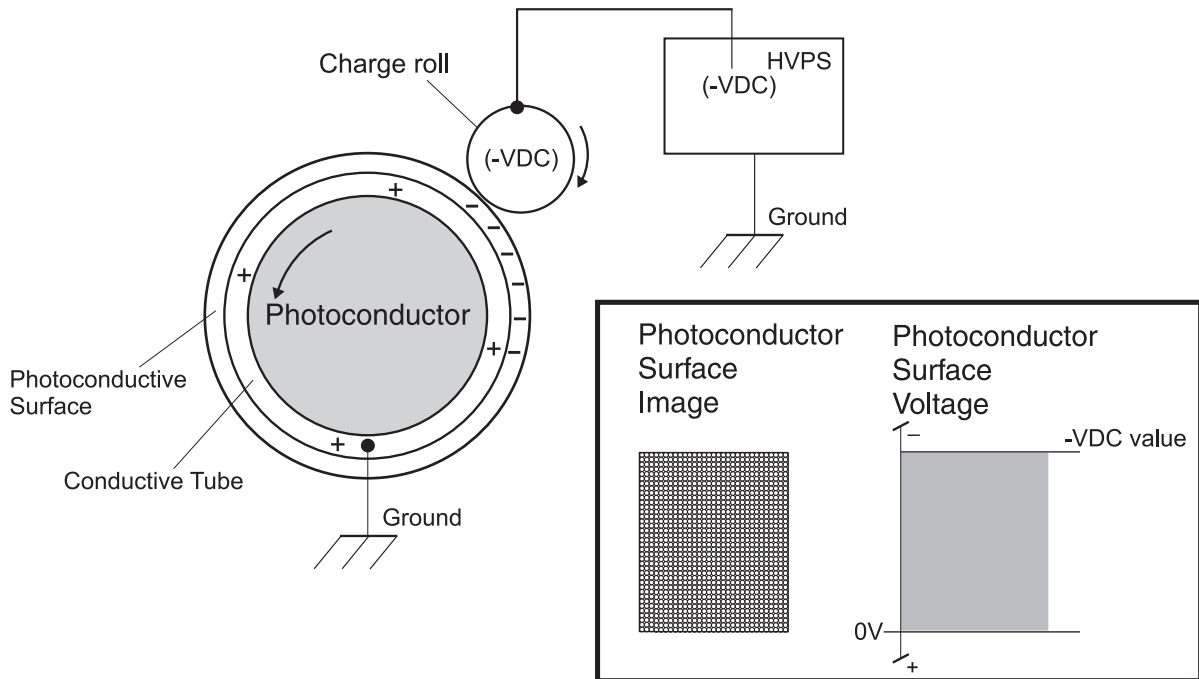 HVPS
(-VDC)
Charge roll
(-VDC)
Ground
+
−
−
−
−
−
−
+
+
+
Photoconductor
Photoconductive
Surface
Conductive Tube
Ground
Photoconductor
Surface
Image
Photoconductor
Surface
Voltage
−
-VDC value
0V
+